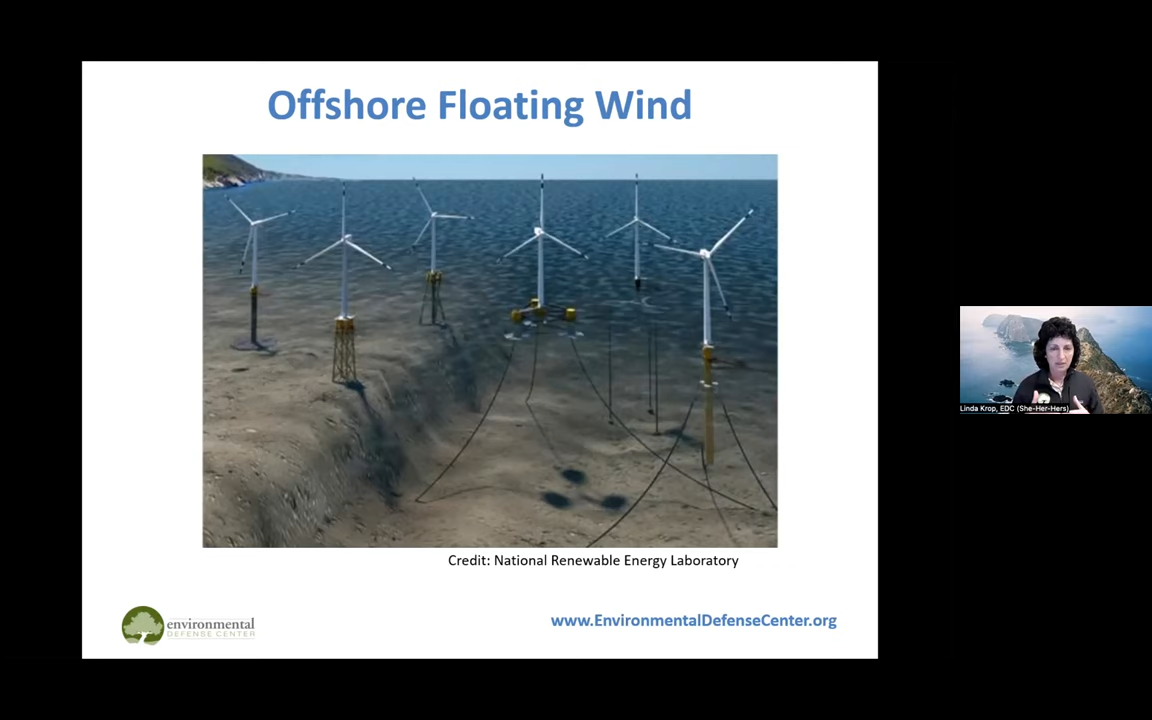 Offshore Floating Wind
Credit: National Renewable Energy Laboratory
environmental
DEFENSE CENTER
www.EnvironmentalDefenseCenter.org
Linda Krop, EDC (She-Her-Hers)